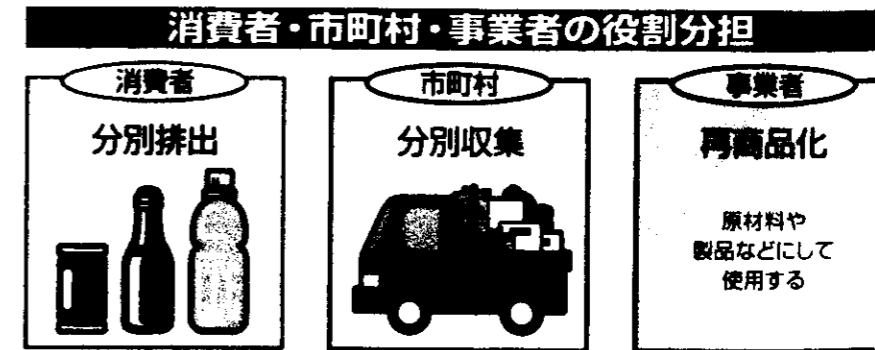 消費者・市町村・事業者の役割分担
消費者
分別排出
市町村
分別収集
事業者
再商品化
原材料や
製品などにして
使用する